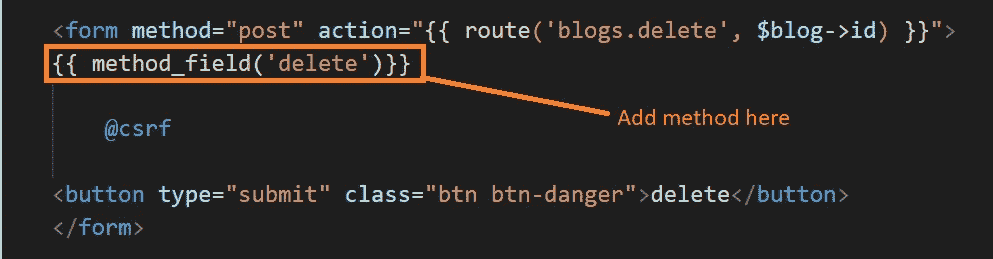 <form method="post" action="{{ route('blogs.delete', $blog->id) }}">
{{ method_field('delete')}}
Add method here
@csrf
<button type="submit" class="btn btn-danger">delete</button>
</form>